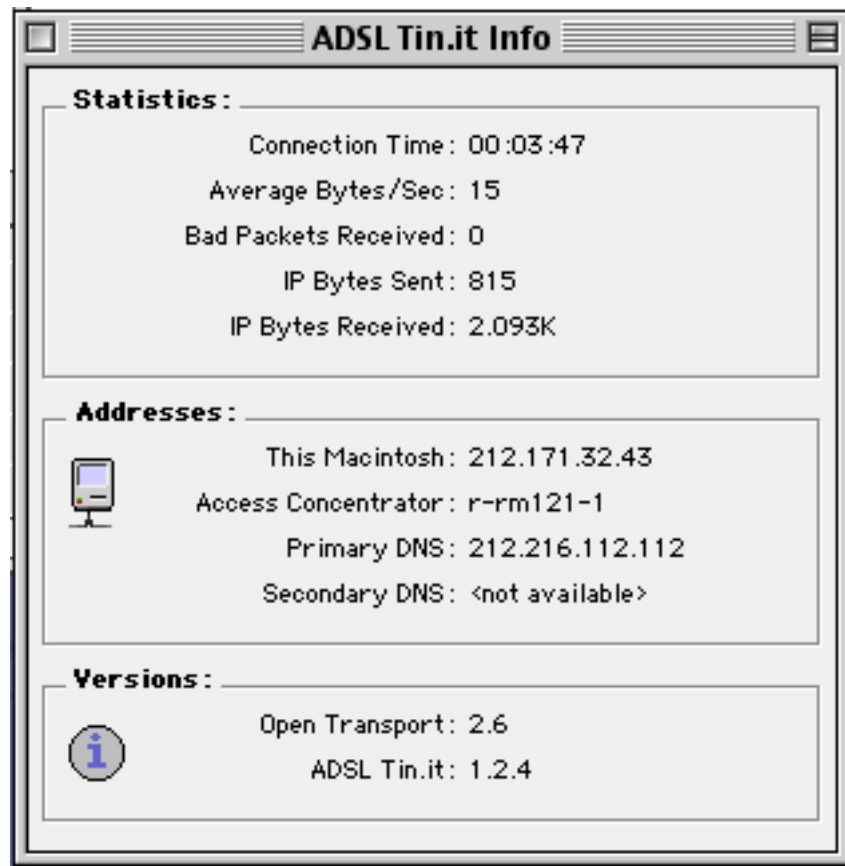 ADSL Tin.it Info
Statistics:
Connection Time: 00:03:47
Average Bytes/Sec: 15
Bad Packets Received: 0
IP Bytes Sent: 815
IP Bytes Received: 2.093K
Addresses:
This Macintosh: 212.171.32.43
Access Concentrator: r-rm121-1
Primary DNS: 212.216.112.112
Secondary DNS: <not available>
Versions:
Open Transport: 2.6
ADSL Tin.it: 1.2.4